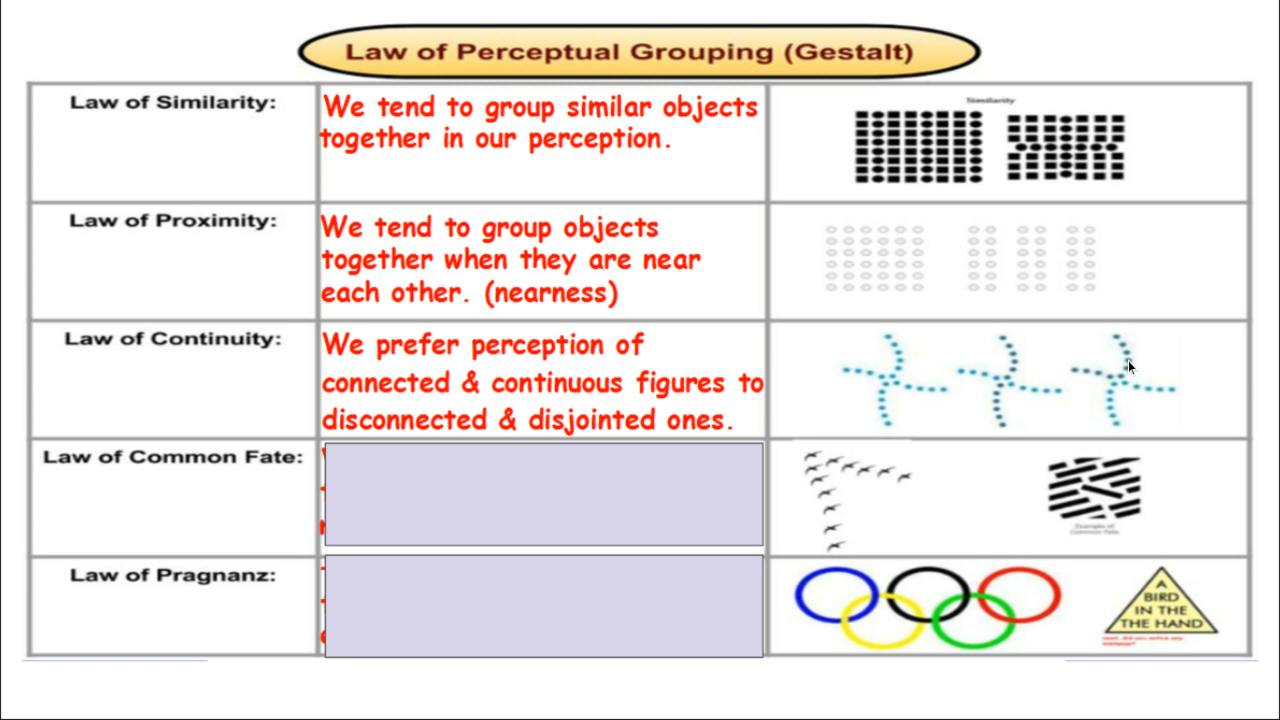 Law of Perceptual Grouping (Gestalt)
Law of Similarity:
We tend to group similar objects
together in our perception.
Similarity
Law of Proximity:
We tend to group objects
together when they are near
each other. (nearness)
Law of Continuity:
We prefer perception of
connected & continuous figures to
disconnected & disjointed ones.
Law of Common Fate:
Example of
Common Fate
Law of Pragnanz:
A
BIRD
IN THE
THE HAND